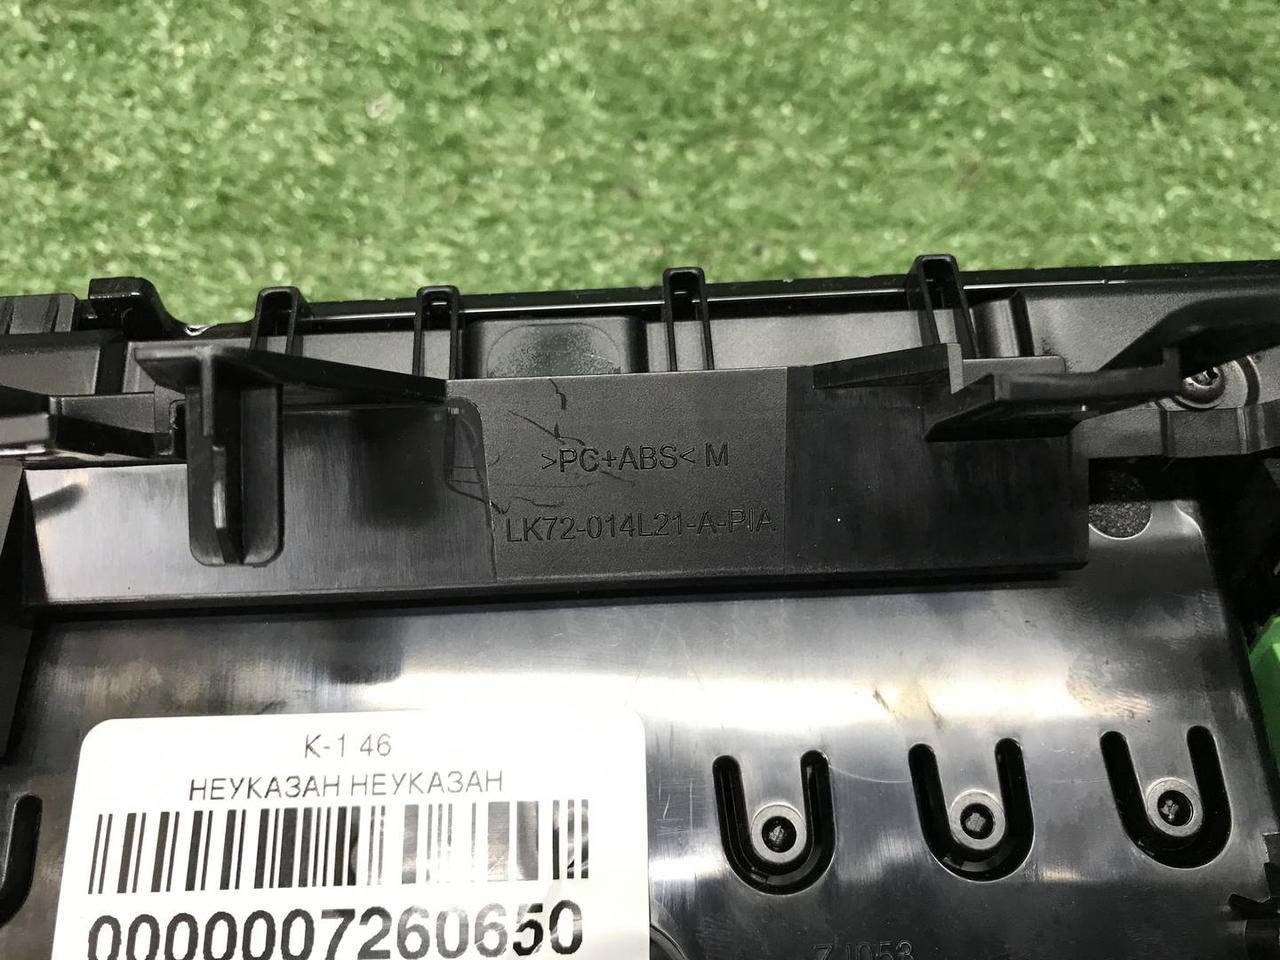 >PC+ABS< M
LK72-014L21-A-PIA
K-1 46
НЕУКАЗАН НЕУКАЗАН
0000007260650